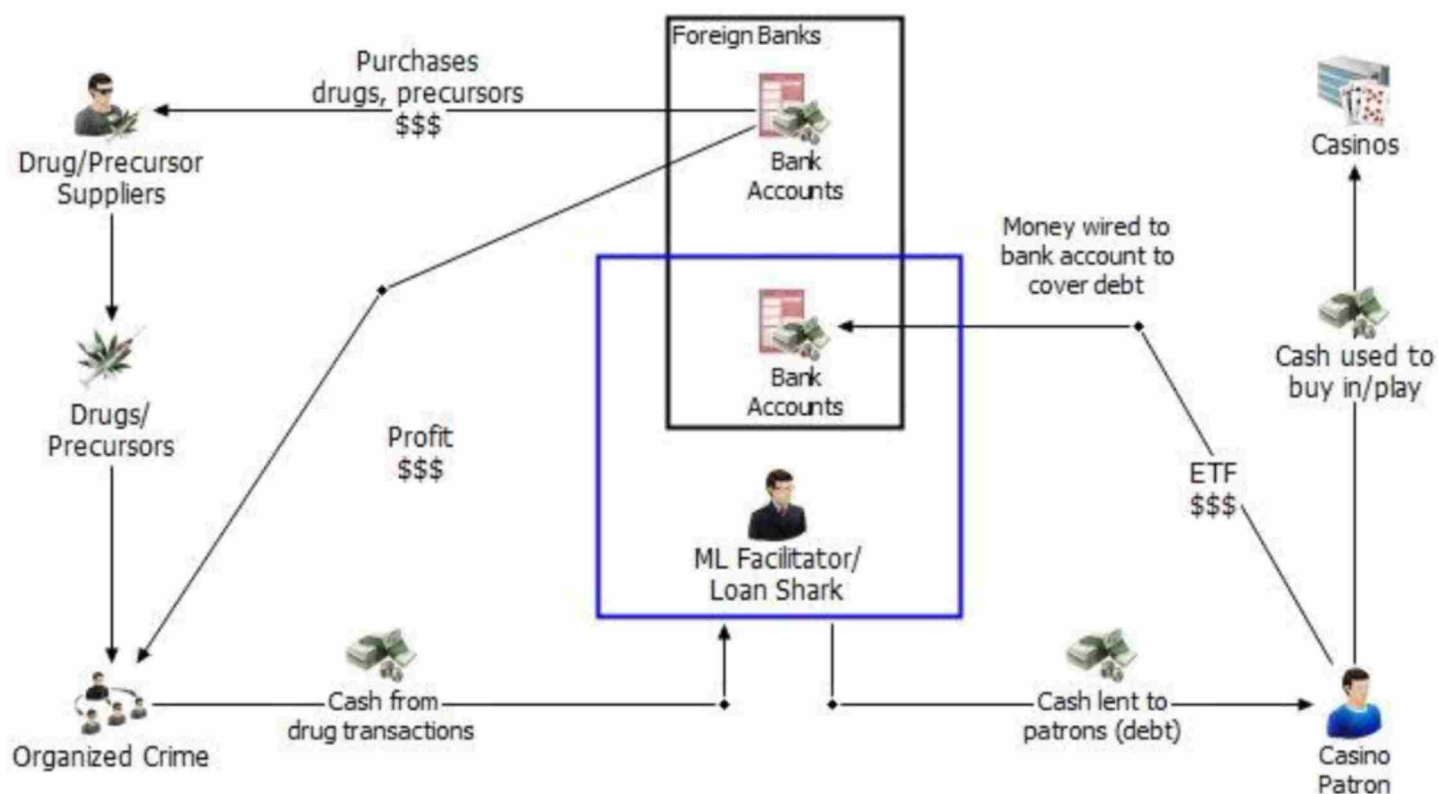 Foreign Banks
Purchases
drugs, precursors
$$$
Drug/Precursor
Suppliers
Bank
Accounts
Casinos
Money wired to
bank account to
cover debt
Bank
Accounts
Cash used to
buy in/play
Drugs/
Precursors
Profit
$$$
ETF
$$$
ML Facilitator/
Loan Shark
Cash from
drug transactions
Cash lent to
patrons (debt)
Organized Crime
Casino
Patron